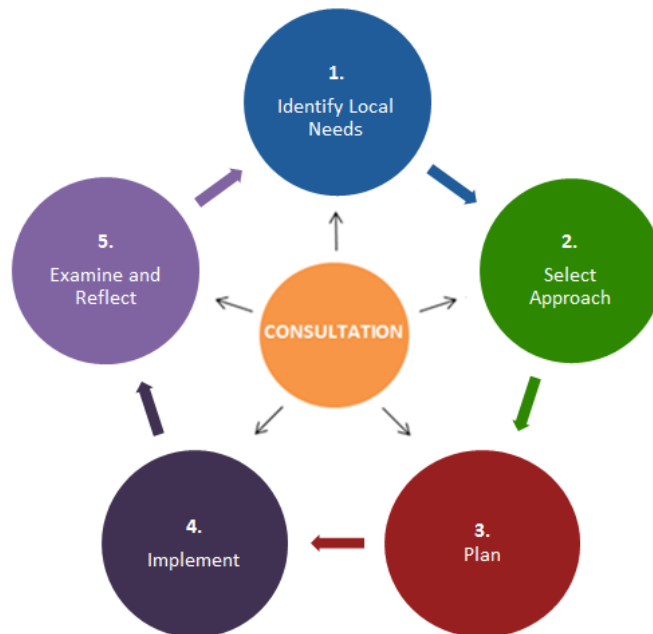 1.
Identify Local
Needs
2.
Select
Approach
3.
Plan
4.
Implement
5.
Examine and
Reflect
CONSULTATION